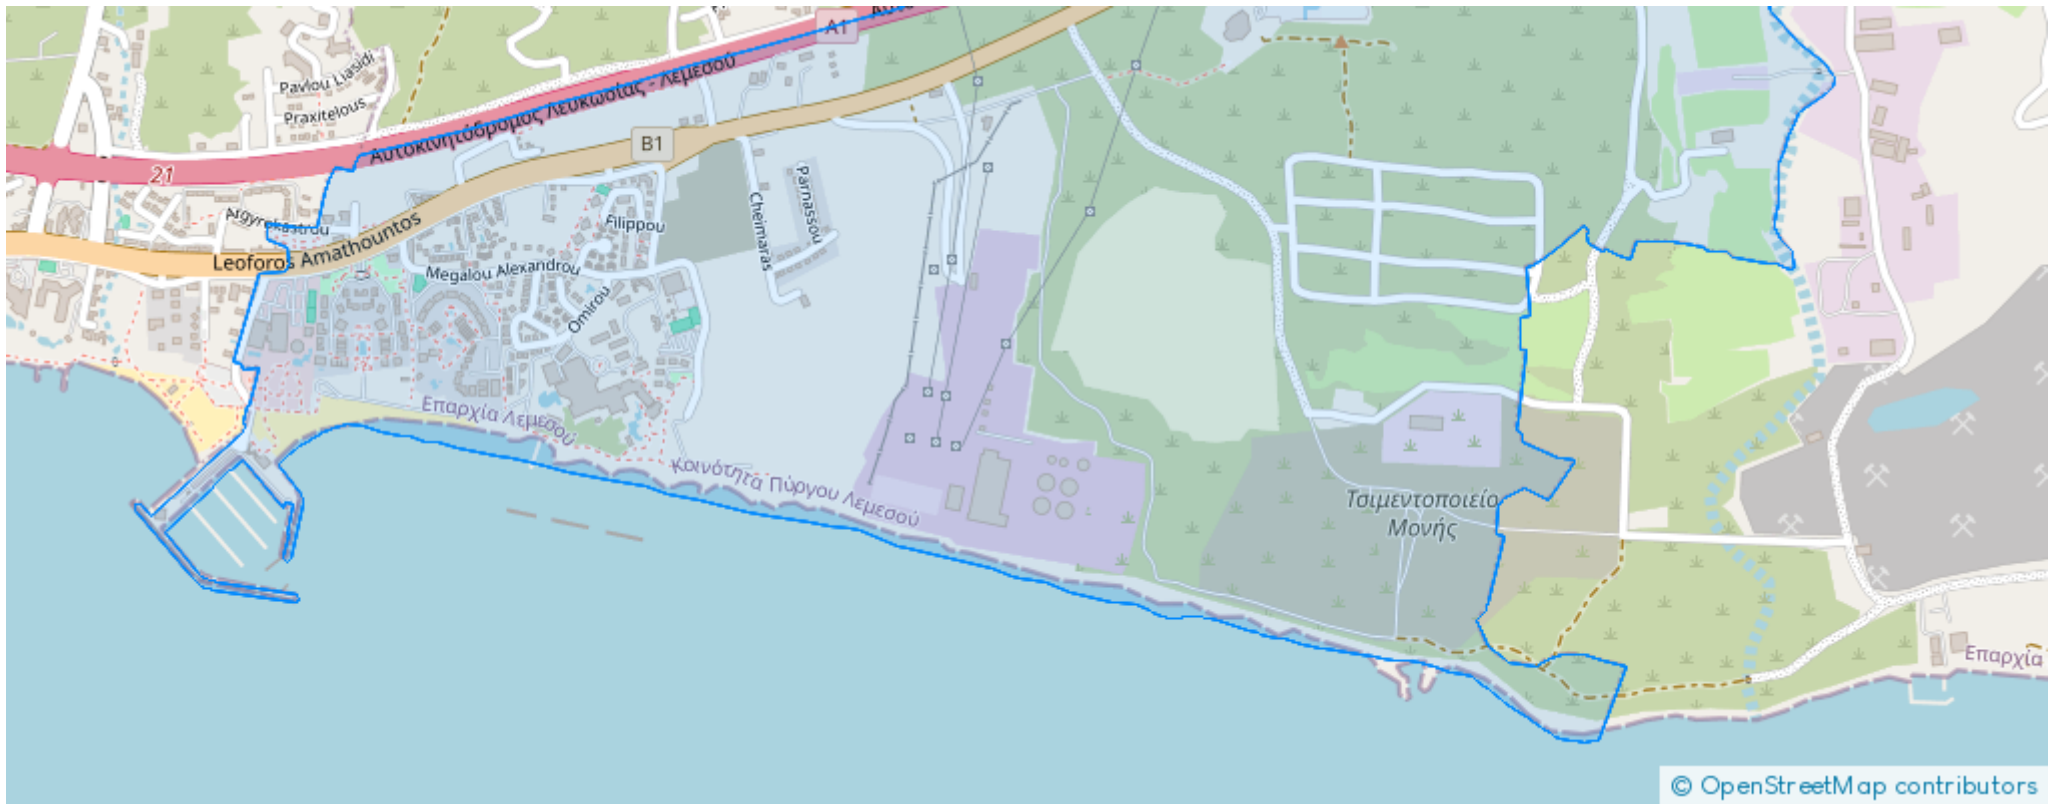 A1
Αυτο
Pavlou Liasidi
Praxitelous
Αυτοκινητόδρομος Λευκωσίας - Λεμεσού
B1
21
Parnassou
Cheimaras
Argyrokastrou
Filippou
Leoforos Amathountos
Megalou Alexandrou
Omirou
Επαρχία Λεμεσού
Κοινότητα Πύργου Λεμεσού
Τσιμεντοποιείο
Μονής
Επαρχία
© OpenStreetMap contributors